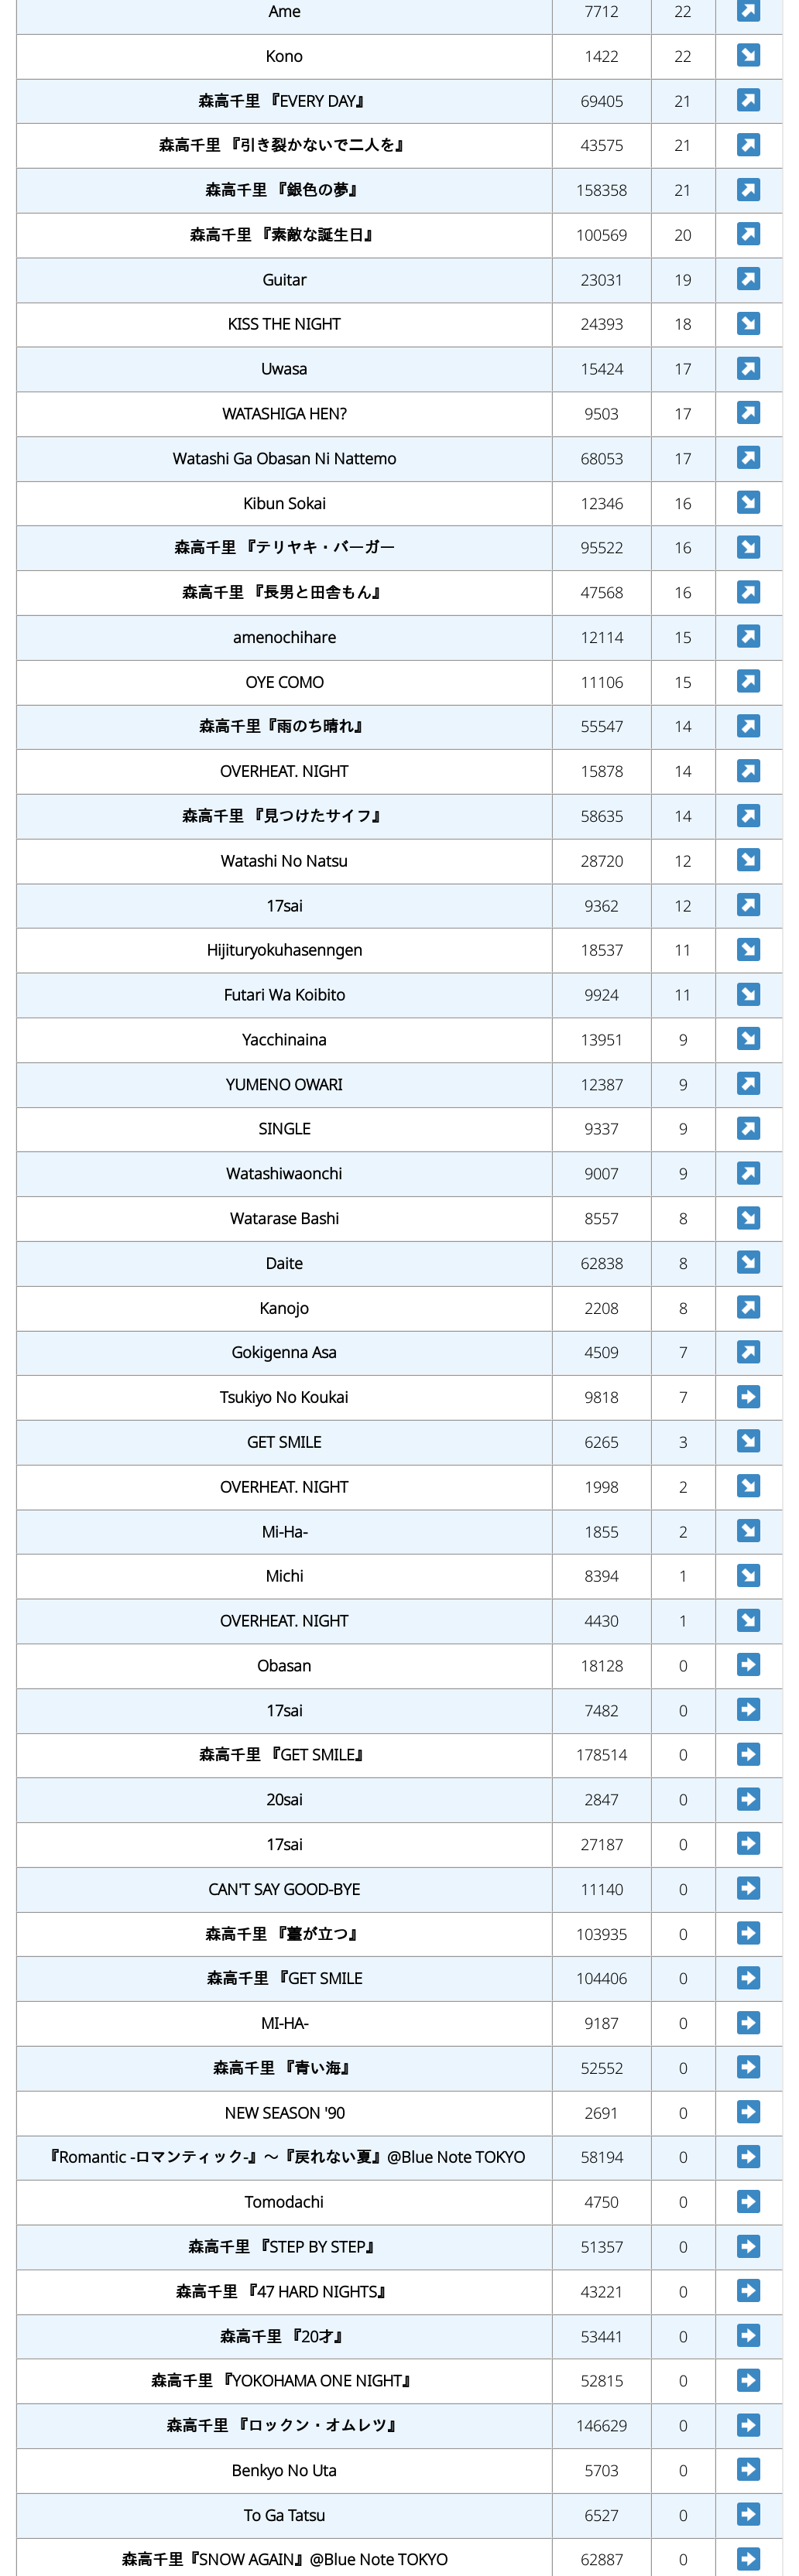 Ame 7712 22
Kono 1422 22
森高千里 『EVERY DAY』 69405 21
森高千里 『引き裂かないで二人を』 43575 21
森高千里 『銀色の夢』 158358 21
森高千里 『素敵な誕生日』 100569 20
Guitar 23031 19
KISS THE NIGHT 24393 18
Uwasa 15424 17
WATASHIGA HEN? 9503 17
Watashi Ga Obasan Ni Nattemo 68053 17
Kibun Sokai 12346 16
森高千里 『テリヤキ・バーガー 95522 16
森高千里 『長男と田舎もん』 47568 16
amenochihare 12114 15
OYE COMO 11106 15
森高千里『雨のち晴れ』 55547 14
OVERHEAT. NIGHT 15878 14
森高千里 『見つけたサイフ』 58635 14
Watashi No Natsu 28720 12
17sai 9362 12
Hijituryokuhasenngen 18537 11
Futari Wa Koibito 9924 11
Yacchinaina 13951 9
YUMENO OWARI 12387 9
SINGLE 9337 9
Watashiwaonchi 9007 9
Watarase Bashi 8557 8
Daite 62838 8
Kanojo 2208 8
Gokigenna Asa 4509 7
Tsukiyo No Koukai 9818 7
GET SMILE 6265 3
OVERHEAT. NIGHT 1998 2
Mi-Ha- 1855 2
Michi 8394 1
OVERHEAT. NIGHT 4430 1
Obasan 18128 0
17sai 7482 0
森高千里 『GET SMILE』 178514 0
20sai 2847 0
17sai 27187 0
CAN'T SAY GOOD-BYE 11140 0
森高千里 『薹が立つ』 103935 0
森高千里 『GET SMILE 104406 0
MI-HA- 9187 0
森高千里 『青い海』 52552 0
NEW SEASON '90 2691 0
『Romantic -ロマンティック-』～『戻れない夏』@Blue Note TOKYO 58194 0
Tomodachi 4750 0
森高千里 『STEP BY STEP』 51357 0
森高千里 『47 HARD NIGHTS』 43221 0
森高千里 『20才』 53441 0
森高千里 『YOKOHAMA ONE NIGHT』 52815 0
森高千里 『ロックン・オムレツ』 146629 0
Benkyo No Uta 5703 0
To Ga Tatsu 6527 0
森高千里『SNOW AGAIN』@Blue Note TOKYO 62887 0